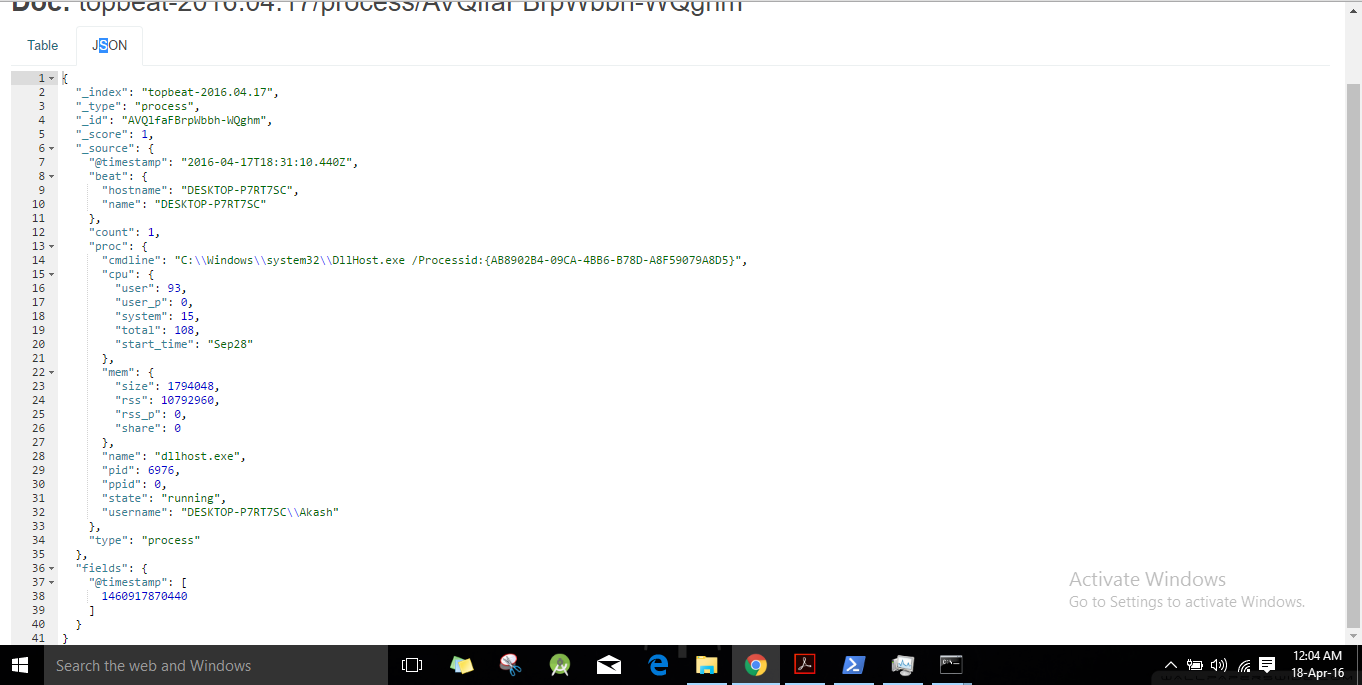 Doc: topbeat-2016.04.17/process/AVQlfaFBrpWbbh-WQghm
Table JSON
1 {
2 "_index": "topbeat-2016.04.17",
3 "_type": "process",
4 "_id": "AVQlfaFBrpWbbh-WQghm",
5 "_score": 1,
6 "_source": {
7 "@timestamp": "2016-04-17T18:31:10.440Z",
8 "beat": {
9 "hostname": "DESKTOP-P7RT7SC",
10 "name": "DESKTOP-P7RT7SC"
11 },
12 "count": 1,
13 "proc": {
14 "cmdline": "C:\\Windows\\system32\\DllHost.exe /Processid:{AB8902B4-09CA-4BB6-B78D-A8F59079A8D5}",
15 "cpu": {
16 "user": 93,
17 "user_p": 0,
18 "system": 15,
19 "total": 108,
20 "start_time": "Sep28"
21 },
22 "mem": {
23 "size": 1794048,
24 "rss": 10792960,
25 "rss_p": 0,
26 "share": 0
27 },
28 "name": "dllhost.exe",
29 "pid": 6976,
30 "ppid": 0,
31 "state": "running",
32 "username": "DESKTOP-P7RT7SC\\Akash"
33 },
34 "type": "process"
35 },
36 "fields": {
37 "@timestamp": [
38 1460917870440
39 ]
40 }
41 }
Activate Windows
Go to Settings to activate Windows.
Search the web and Windows
12:04 AM
18-Apr-16